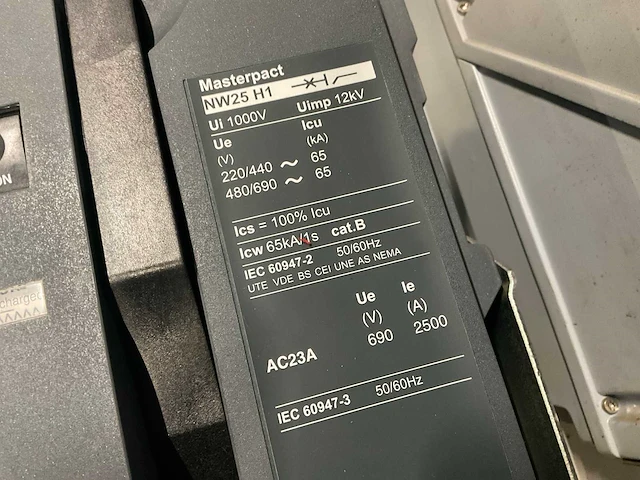 Masterpact
NW25 H1
Ui 1000V Uimp 12kV
Ue Icu
(V) (kA)
220/440 ~ 65
480/690 ~ 65
Ics = 100% Icu
Icw 65kA/1s cat.B
IEC 60947-2 50/60Hz
UTE VDE BS CEI UNE AS NEMA
Ue Ie
(V) (A)
690 2500
AC23A
IEC 60947-3 50/60Hz
ON
charged